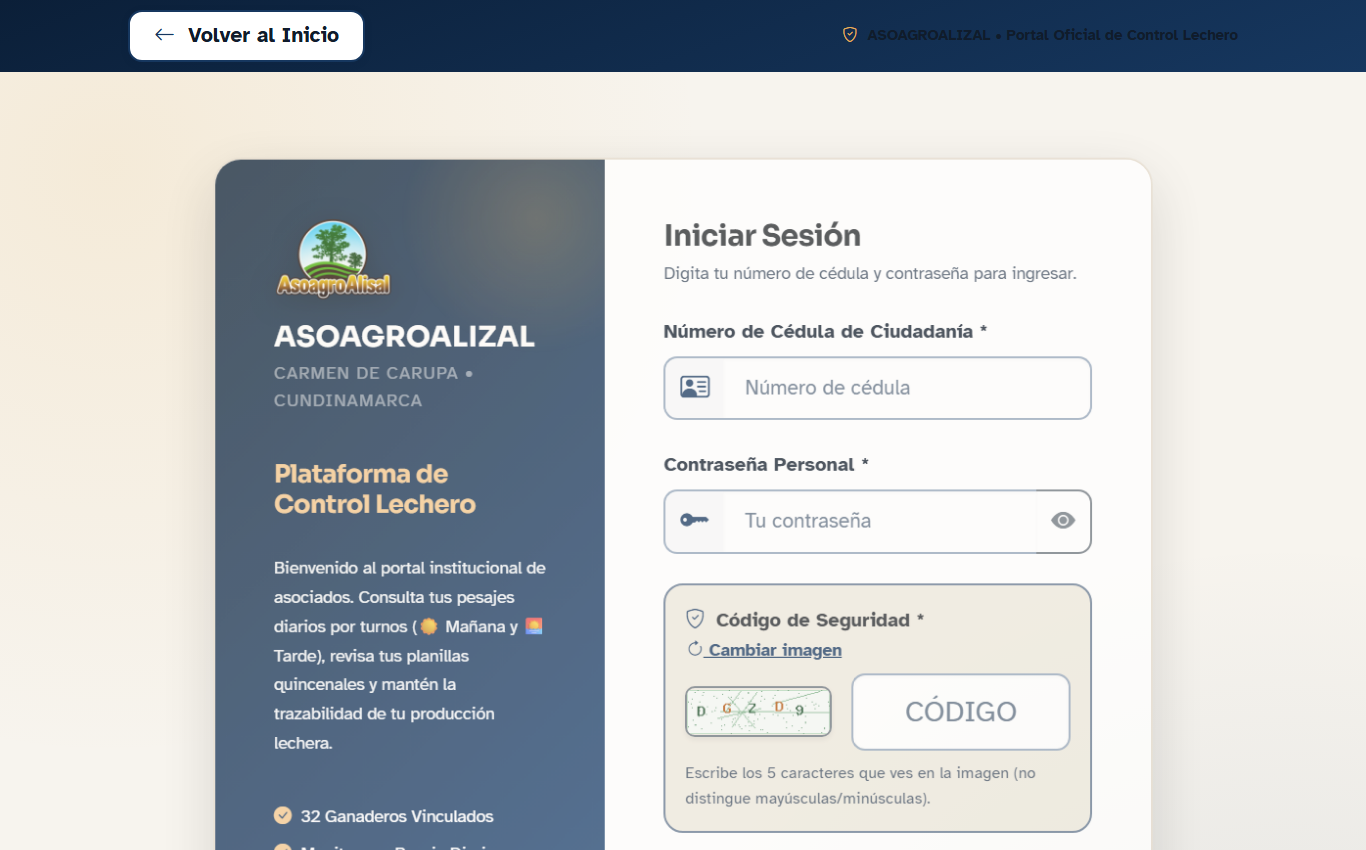 Volver al Inicio
ASOAGROALIZAL • Portal Oficial de Control Lechero
AsoagroAlisal
ASOAGROALIZAL
CARMEN DE CARUPA •
CUNDINAMARCA
Plataforma de
Control Lechero
Bienvenido al portal institucional de
asociados. Consulta tus pesajes
diarios por turnos (🌞 Mañana y 🌅
Tarde), revisa tus planillas
quincenales y mantén la
trazabilidad de tu producción
lechera.
32 Ganaderos Vinculados
Iniciar Sesión
Digita tu número de cédula y contraseña para ingresar.
Número de Cédula de Ciudadanía *
Número de cédula
Contraseña Personal *
Tu contraseña
Código de Seguridad *
Cambiar imagen
D G Z D 9
CÓDIGO
Escribe los 5 caracteres que ves en la imagen (no
distingue mayúsculas/minúsculas).